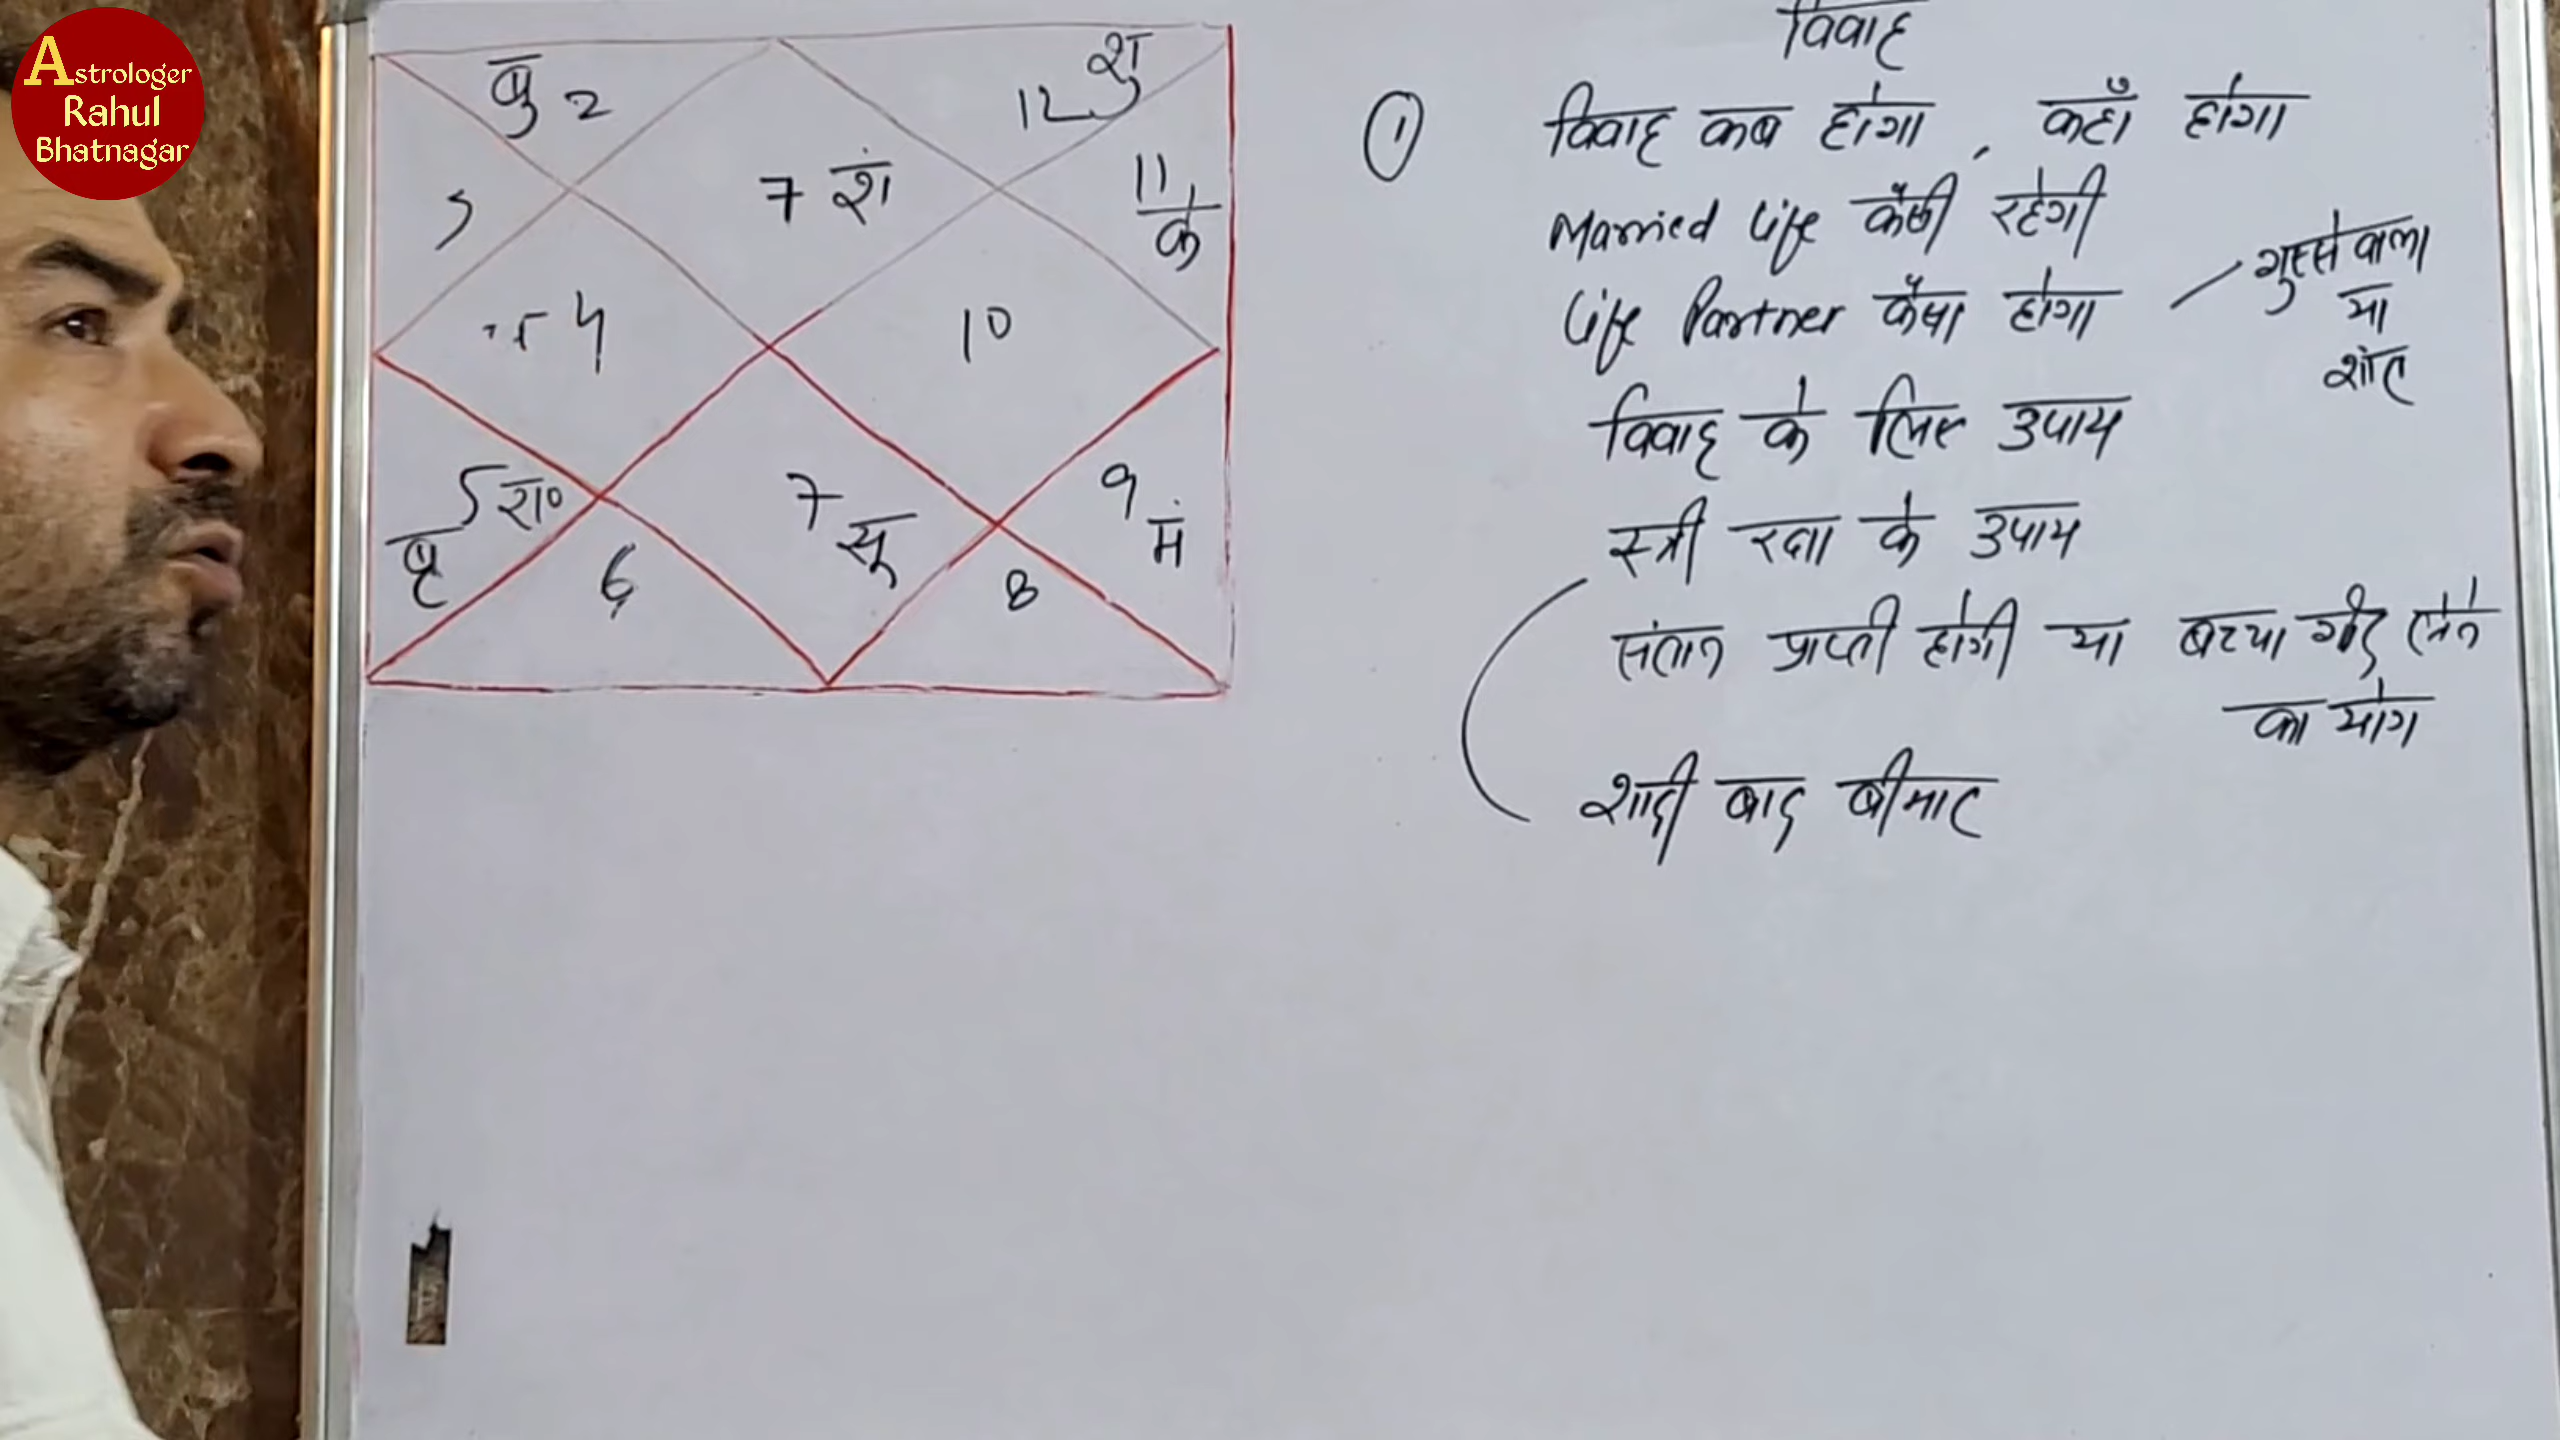 Astrologer
Rahul
Bhatnagar
बु 2
12 शु
7 शं
11
के
4
10
5 रा०
बृ
6
7
सू
8
9
मं
विवाह
① विवाह कब होगा, कहाँ होगा
Married Life कैसी रहेगी
Life Partner कैसा होगा
गुस्से वाला
या
शांत
विवाह के लिए उपाय
स्त्री रक्षा के उपाय
संतान प्राप्ती होगी या बच्चा गोद लेने
का योग
शादी बाद बीमार